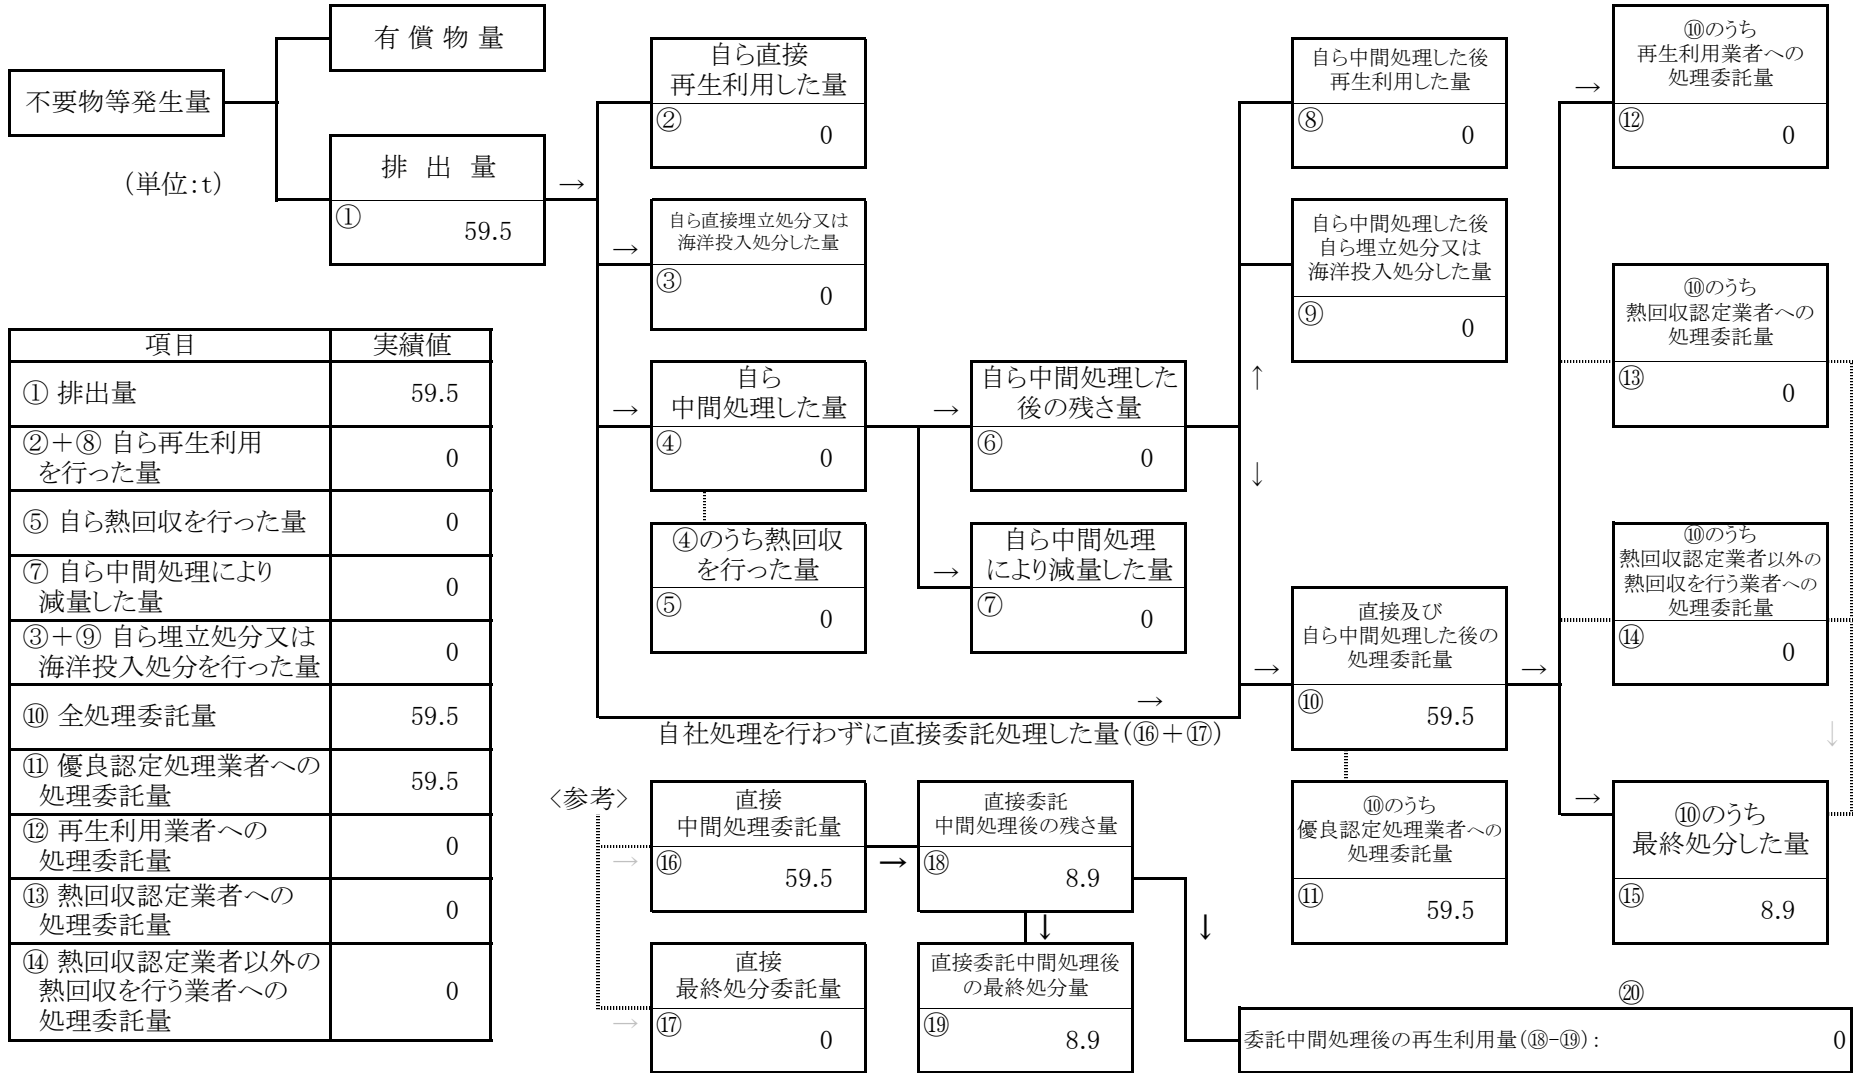 有 償 物 量
不要物等発生量
(単位:t)
排 出 量
①
59.5
→
自ら直接
再生利用した量
②
0
→
自ら直接埋立処分又は
海洋投入処分した量
③
0
→
自ら
中間処理した量
④
0
④のうち熱回収
を行った量
⑤
0
→
自ら中間処理した
後の残さ量
⑥
0
→
自ら中間処理
により減量した量
⑦
0
↑
↓
自ら中間処理した後
再生利用した量
⑧
0
自ら中間処理した後
自ら埋立処分又は
海洋投入処分した量
⑨
0
→
自社処理を行わずに直接委託処理した量(⑯+⑰)
→
直接及び
自ら中間処理した後の
処理委託量
⑩
59.5
⑩のうち
優良認定処理業者への
処理委託量
⑪
59.5
→
→
⑩のうち
再生利用業者への
処理委託量
⑫
0
⑩のうち
熱回収認定業者への
処理委託量
⑬
0
⑩のうち
熱回収認定業者以外の
熱回収を行う業者への
処理委託量
⑭
0
↓
→
⑩のうち
最終処分した量
⑮
8.9
項目 実績値
① 排出量 59.5
②+⑧ 自ら再生利用
を行った量 0
⑤ 自ら熱回収を行った量 0
⑦ 自ら中間処理により
減量した量 0
③+⑨ 自ら埋立処分又は
海洋投入処分を行った量 0
⑩ 全処理委託量 59.5
⑪ 優良認定処理業者への
処理委託量 59.5
⑫ 再生利用業者への
処理委託量 0
⑬ 熱回収認定業者への
処理委託量 0
⑭ 熱回収認定業者以外の
熱回収を行う業者への
処理委託量 0
<参考>
→
直接
中間処理委託量
⑯
59.5
→
直接委託
中間処理後の残さ量
⑱
8.9
↓
↓
→
直接
最終処分委託量
⑰
0
直接委託中間処理後
の最終処分量
⑲
8.9
⑳
委託中間処理後の再生利用量(⑱-⑲): 0